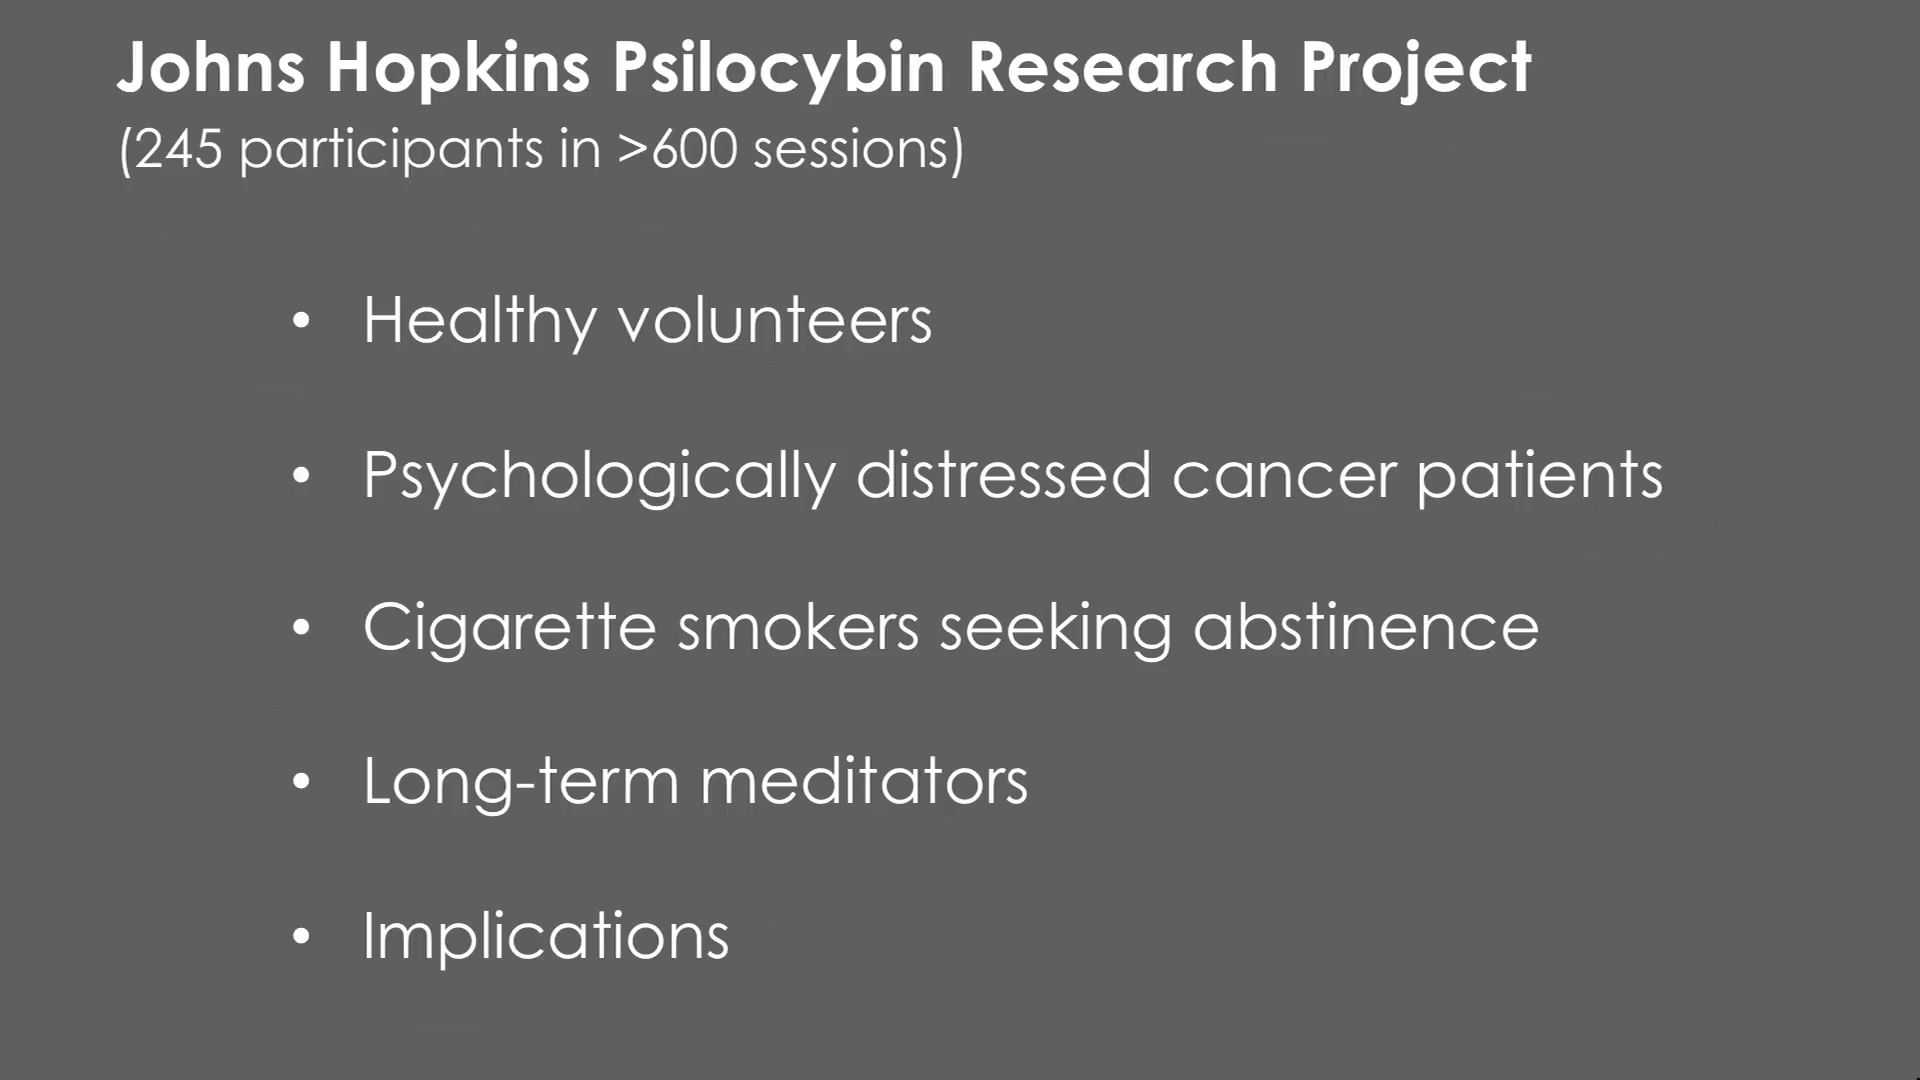 Johns Hopkins Psilocybin Research Project
(245 participants in >600 sessions)
• Healthy volunteers
• Psychologically distressed cancer patients
• Cigarette smokers seeking abstinence
• Long-term meditators
• Implications